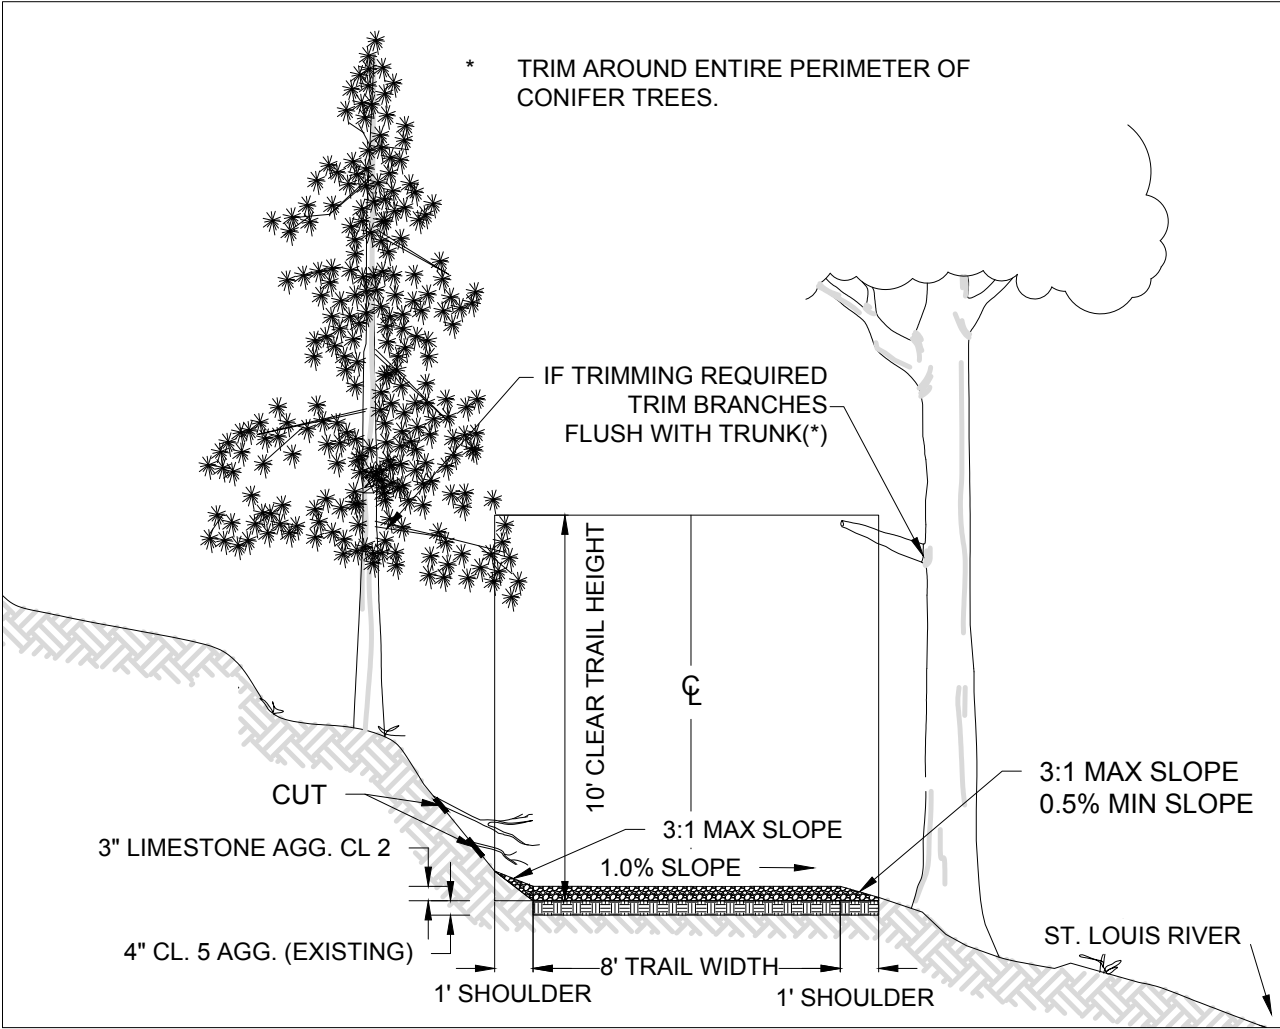 * TRIM AROUND ENTIRE PERIMETER OF
CONIFER TREES.
IF TRIMMING REQUIRED
TRIM BRANCHES
FLUSH WITH TRUNK(*)
10' CLEAR TRAIL HEIGHT
℄
CUT
3:1 MAX SLOPE
0.5% MIN SLOPE
3:1 MAX SLOPE
3" LIMESTONE AGG. CL 2
1.0% SLOPE
4" CL. 5 AGG. (EXISTING)
ST. LOUIS RIVER
8' TRAIL WIDTH
1' SHOULDER
1' SHOULDER